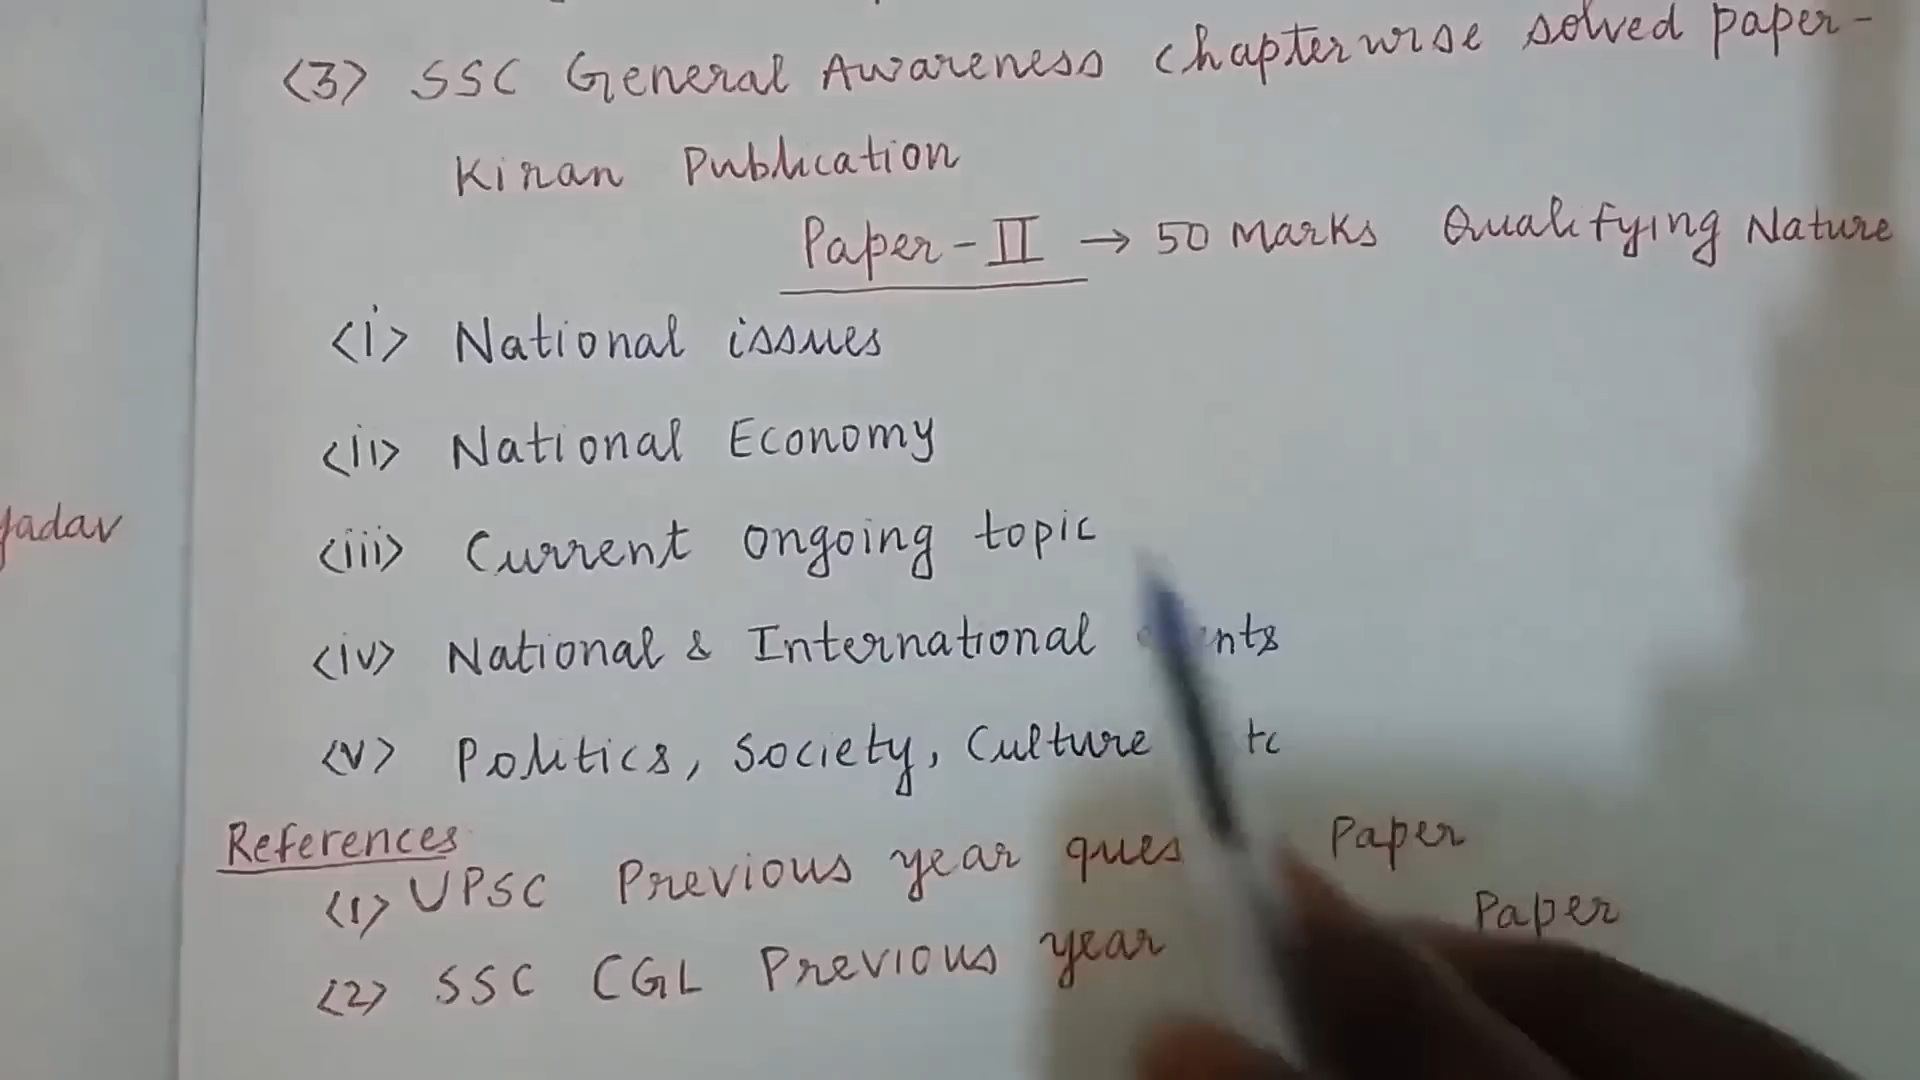 <3> SSC General Awareness Chapterwise solved paper-
Kiran Publication
Paper-II → 50 Marks Qualifying Nature
<i> National issues
<ii> National Economy
<iii> Current ongoing topic
yadav
<iv> National & International
<v> Politics, Society, Culture
References
<1> UPSC Previous year Paper
<2> SSC CGL Previous year Paper